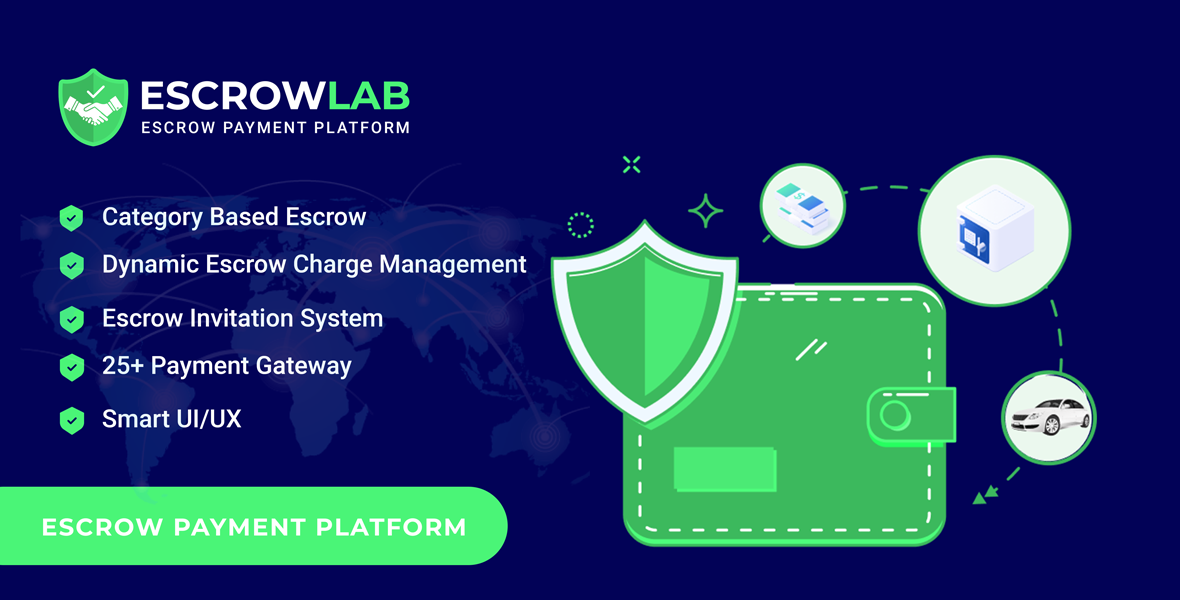 ESCROWLAB
ESCROW PAYMENT PLATFORM
Category Based Escrow
Dynamic Escrow Charge Management
Escrow Invitation System
25+ Payment Gateway
Smart UI/UX
ESCROW PAYMENT PLATFORM